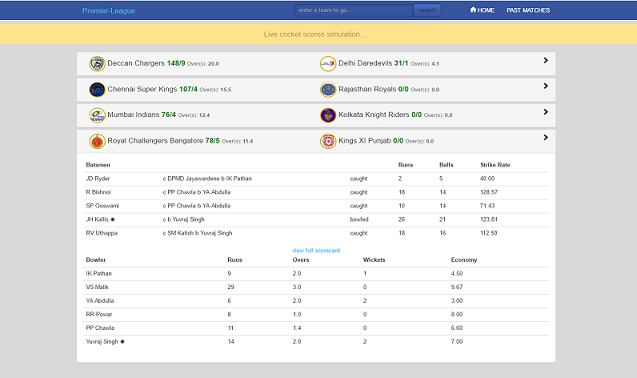 Premier-League enter a team to go... search HOME PAST MATCHES
Live cricket scores simulation...
Deccan Chargers 148/9 Over(s): 20.0 Delhi Daredevils 31/1 Over(s): 4.1
Chennai Super Kings 107/4 Over(s): 15.5 Rajasthan Royals 0/0 Over(s): 0.0
Mumbai Indians 76/4 Over(s): 12.4 Kolkata Knight Riders 0/0 Over(s): 0.0
Royal Challengers Bangalore 78/5 Over(s): 11.4 Kings XI Punjab 0/0 Over(s): 0.0
Batsmen Runs Balls Strike Rate
JD Ryder c DPMD Jayawardene b IK Pathan caught 2 5 40.00
R Bishnoi c PP Chawla b YA Abdulla caught 18 14 128.57
SP Goswami c PP Chawla b YA Abdulla caught 10 14 71.43
JH Kallis c b Yuvraj Singh bowled 26 21 123.81
RV Uthappa c SM Katich b Yuvraj Singh caught 18 16 112.50
view full scorecard
Bowler Runs Overs Wickets Economy
IK Pathan 9 2.0 1 4.50
VS Malik 29 3.0 0 9.67
YA Abdulla 6 2.0 2 3.00
RR Powar 8 1.0 0 8.00
PP Chawla 11 1.4 0 6.60
Yuvraj Singh 14 2.0 2 7.00